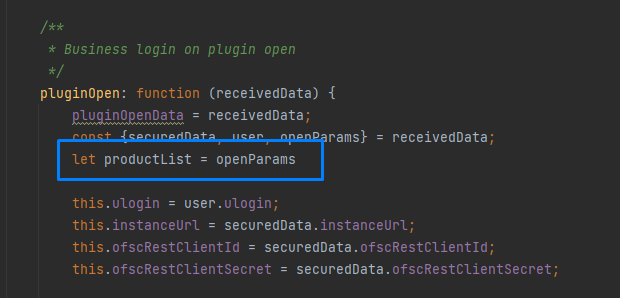 /**
* Business login on plugin open
*/
pluginOpen: function (receivedData) {
pluginOpenData = receivedData;
const {securedData, user, openParams} = receivedData;
let productList = openParams
this.ulogin = user.ulogin;
this.instanceUrl = securedData.instanceUrl;
this.ofscRestClientId = securedData.ofscRestClientId;
this.ofscRestClientSecret = securedData.ofscRestClientSecret;